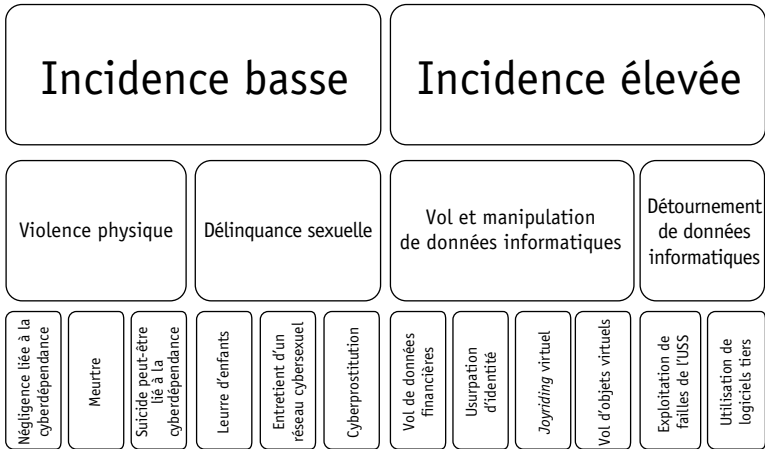 Incidence basse
Incidence élevée
Violence physique
Délinquance sexuelle
Vol et manipulation
de données informatiques
Détournement
de données
informatiques
Négligence liée à la
cyberdépendance
Meurtre
Suicide peut-être
lié à la
cyberdépendance
Leurre d'enfants
Entretient d'un
réseau cybersexuel
Cyberprostitution
Vol de données
financières
Usurpation
d'identité
Joyriding virtuel
Vol d'objets virtuels
Exploitation de
failles de l'USS
Utilisation de
logiciels tiers